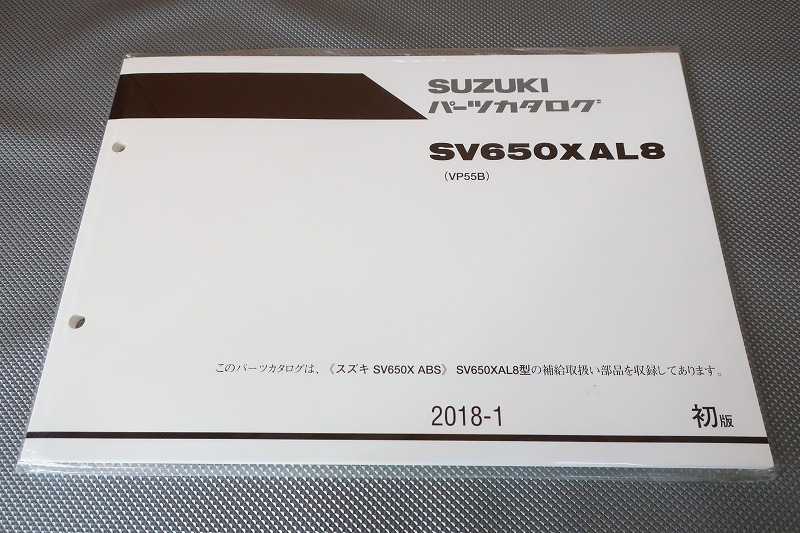 SUZUKI
パーツカタログ
SV650XAL8
(VP55B)
このパーツカタログは、《スズキ SV650X ABS》 SV650XAL8型の補給取扱い部品を収録してあります。
2018-1 初版